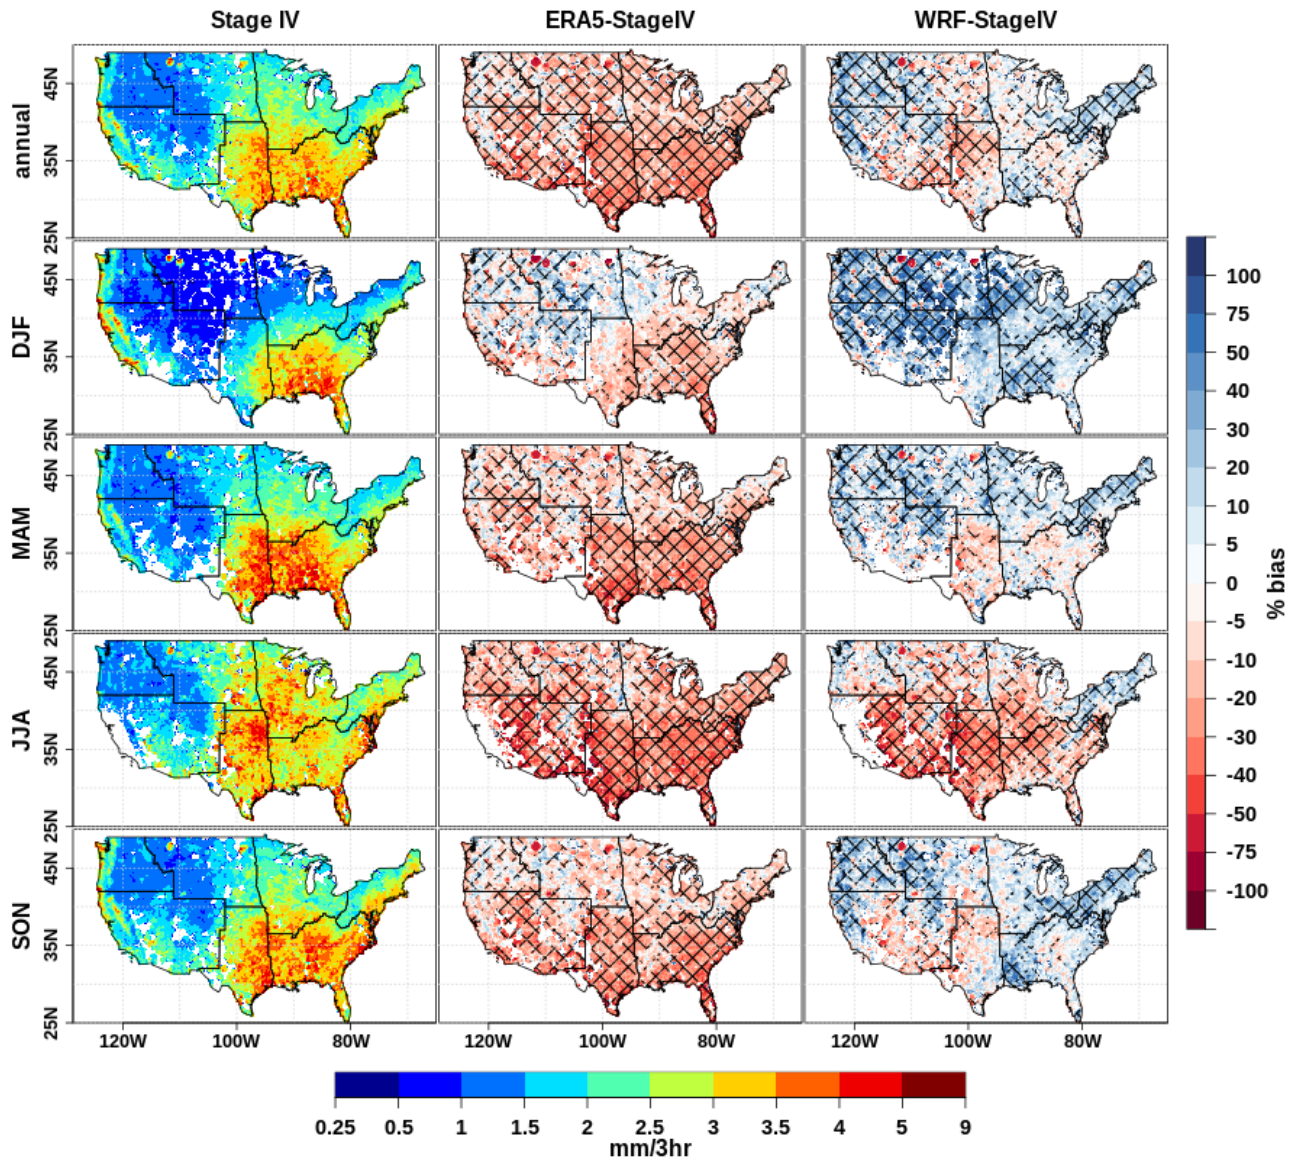 Stage IV ERA5-StageIV WRF-StageIV
annual 45N 35N 25N
DJF 45N 35N 25N
MAM 45N 35N 25N
JJA 45N 35N 25N
SON 45N 35N 25N
120W 100W 80W 120W 100W 80W 120W 100W 80W
100
75
50
40
30
20
10
5
0
-5
-10
-20
-30
-40
-50
-75
-100
% bias
0.25 0.5 1 1.5 2 2.5 3 3.5 4 5 9
mm/3hr